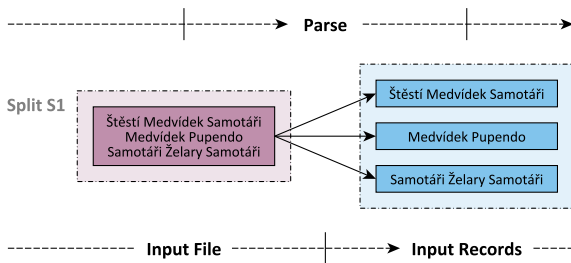 Parse
Split S1
Štěstí Medvídek Samotáři
Medvídek Pupendo
Samotáři Želary Samotáři
Štěstí Medvídek Samotáři
Medvídek Pupendo
Samotáři Želary Samotáři
Input File
Input Records